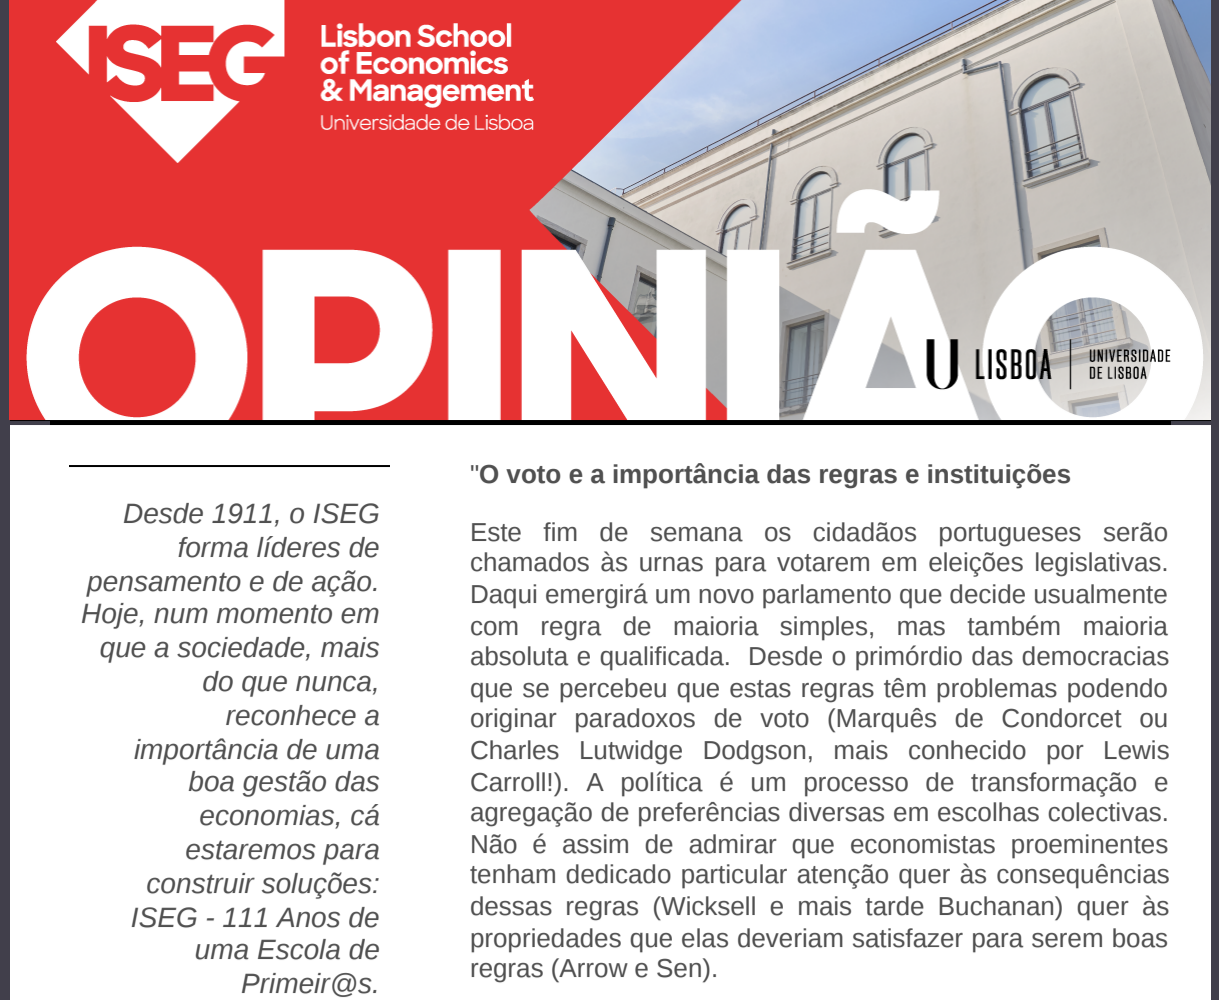 ISEG
Lisbon School
of Economics
& Management
Universidade de Lisboa
OPINIÃO
U LISBOA
UNIVERSIDADE
DE LISBOA
Desde 1911, o ISEG
forma líderes de
pensamento e de ação.
Hoje, num momento em
que a sociedade, mais
do que nunca,
reconhece a
importância de uma
boa gestão das
economias, cá
estaremos para
construir soluções:
ISEG - 111 Anos de
uma Escola de
Primeir@s.
"O voto e a importância das regras e instituições
Este fim de semana os cidadãos portugueses serão
chamados às urnas para votarem em eleições legislativas.
Daqui emergirá um novo parlamento que decide usualmente
com regra de maioria simples, mas também maioria
absoluta e qualificada. Desde o primórdio das democracias
que se percebeu que estas regras têm problemas podendo
originar paradoxos de voto (Marquês de Condorcet ou
Charles Lutwidge Dodgson, mais conhecido por Lewis
Carroll!). A política é um processo de transformação e
agregação de preferências diversas em escolhas colectivas.
Não é assim de admirar que economistas proeminentes
tenham dedicado particular atenção quer às consequências
dessas regras (Wicksell e mais tarde Buchanan) quer às
propriedades que elas deveriam satisfazer para serem boas
regras (Arrow e Sen).